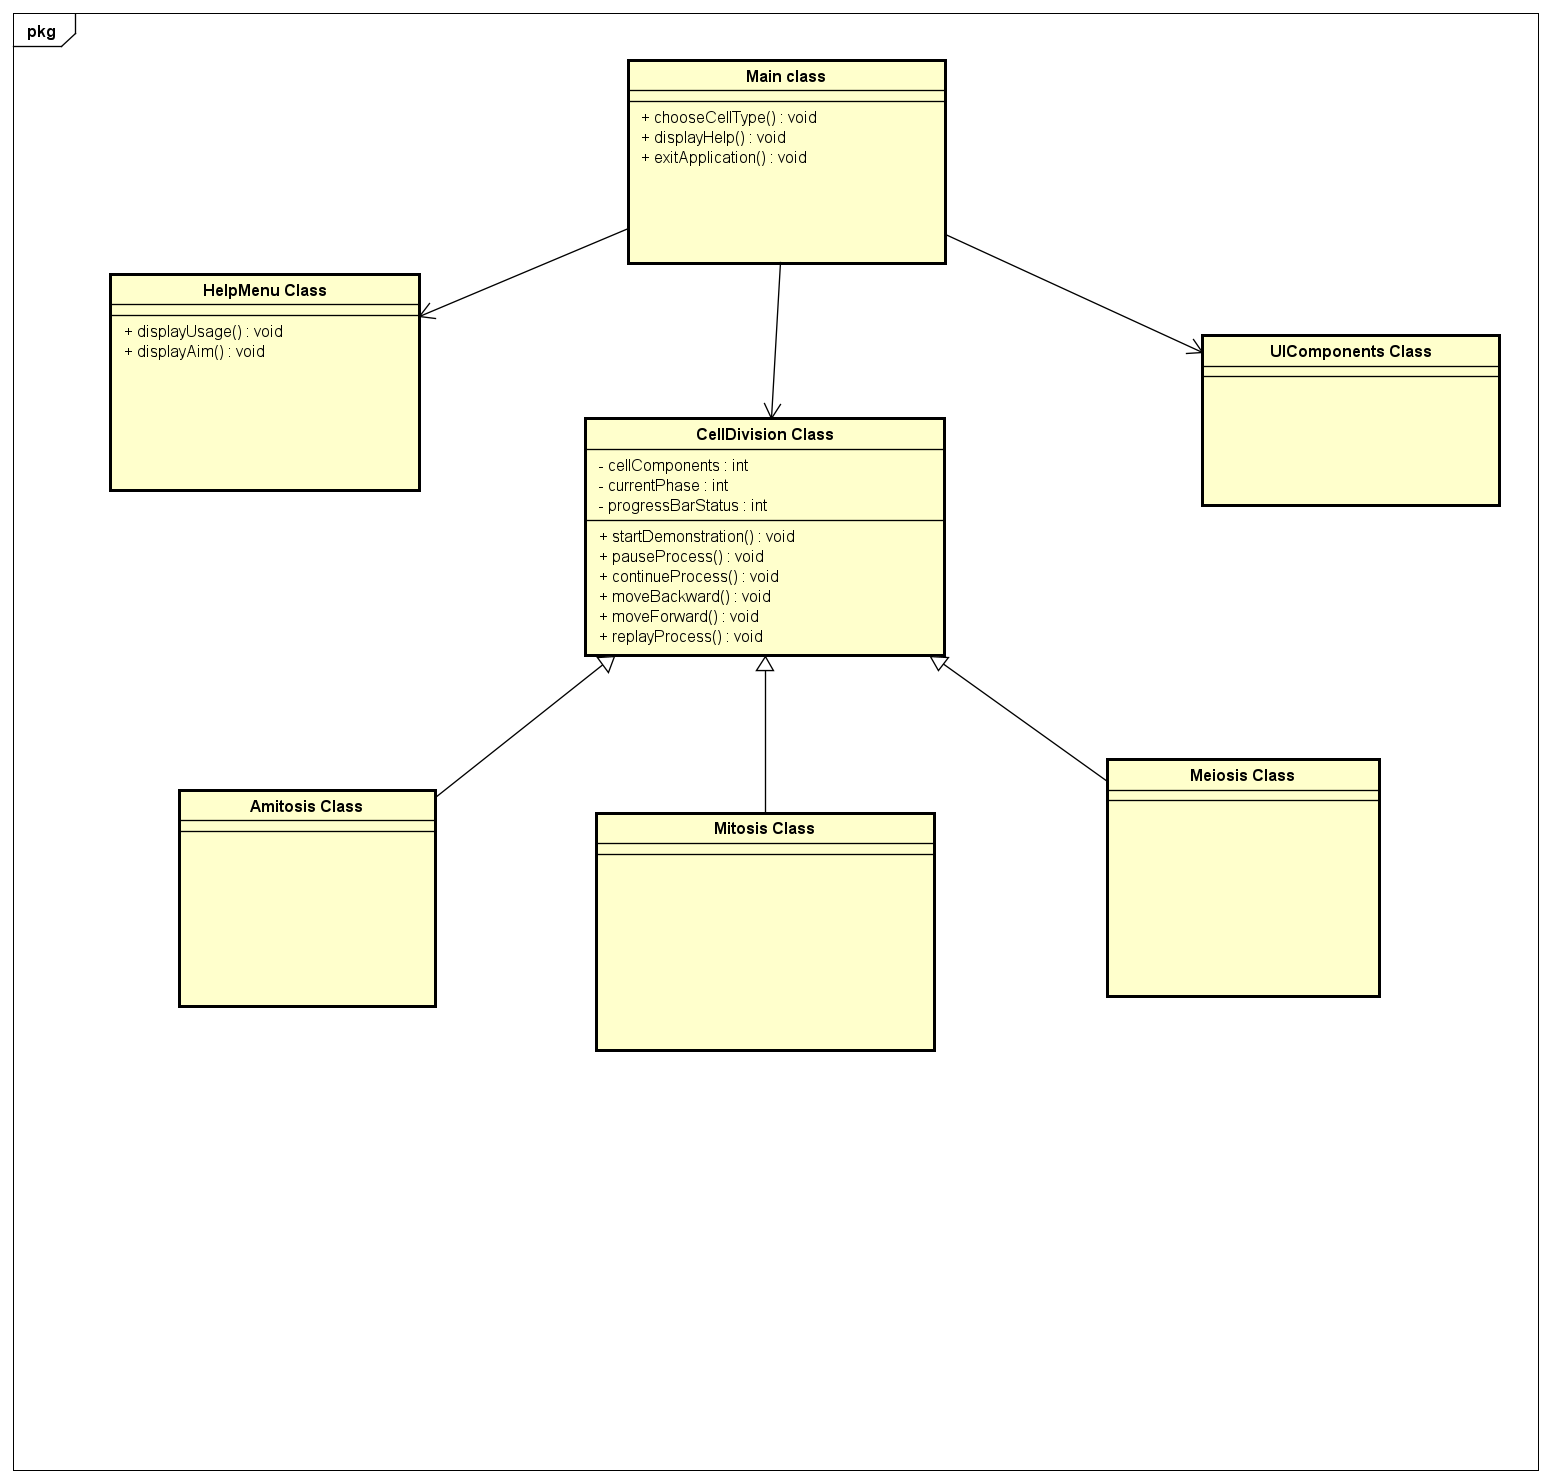 pkg
Main class
+ chooseCellType() : void
+ displayHelp() : void
+ exitApplication() : void
HelpMenu Class
+ displayUsage() : void
+ displayAim() : void
UIComponents Class
CellDivision Class
- cellComponents : int
- currentPhase : int
- progressBarStatus : int
+ startDemonstration() : void
+ pauseProcess() : void
+ continueProcess() : void
+ moveBackward() : void
+ moveForward() : void
+ replayProcess() : void
Amitosis Class
Mitosis Class
Meiosis Class